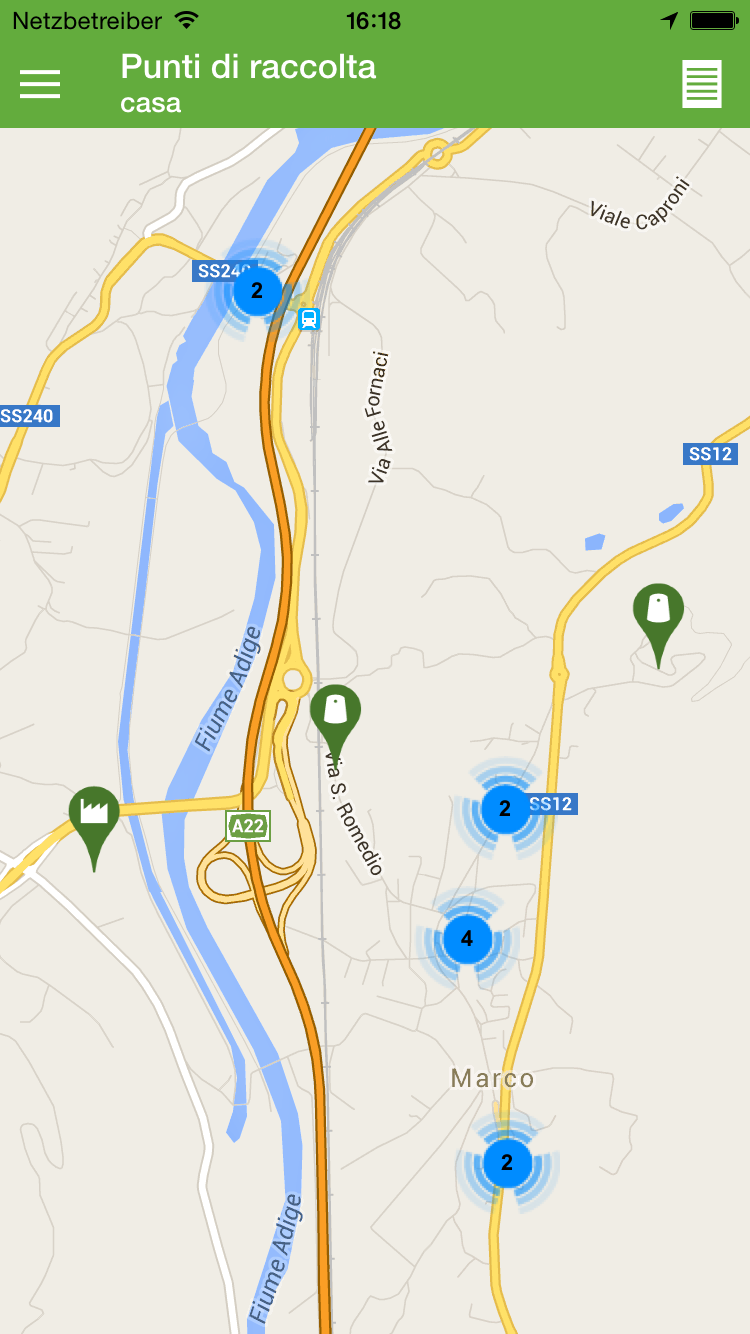 Netzbetreiber 16:18
Punti di raccolta
casa
Viale Caproni
SS240
2
Via Alle Fornaci
SS240
SS12
Fiume Adige
Via S. Romedio
2
SS12
A22
4
Marco
2
Fiume Adige